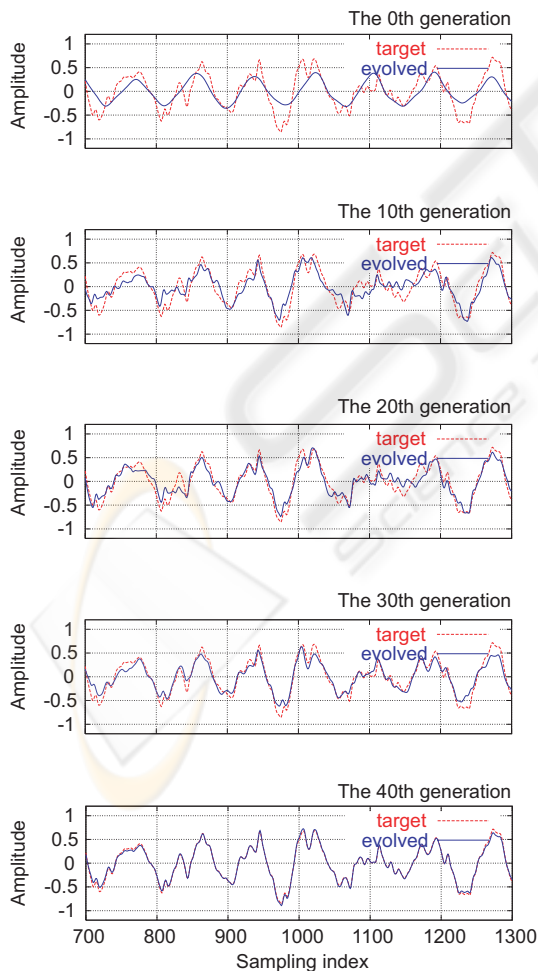 The 0th generation
Amplitude
1
0.5
0
-0.5
-1
target
evolved
The 10th generation
Amplitude
1
0.5
0
-0.5
-1
target
evolved
The 20th generation
Amplitude
1
0.5
0
-0.5
-1
target
evolved
The 30th generation
Amplitude
1
0.5
0
-0.5
-1
target
evolved
The 40th generation
Amplitude
1
0.5
0
-0.5
-1
target
evolved
700 800 900 1000 1100 1200 1300
Sampling index